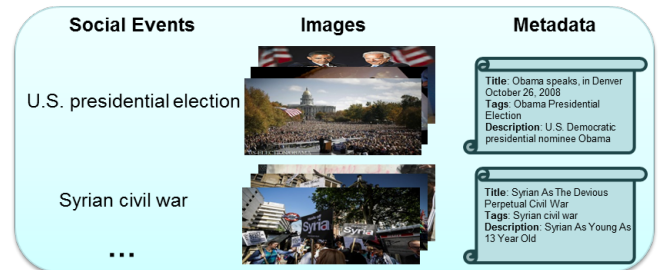 Social Events
Images
Metadata
U.S. presidential election
Title: Obama speaks, in Denver
October 26, 2008
Tags: Obama Presidential
Election
Description: U.S. Democratic
presidential nominee Obama
Syrian civil war
Syria
Syria
Title: Syrian As The Devious
Perpetual Civil War
Tags: Syrian civil war
Description: Syrian As Young As
13 Year Old
...